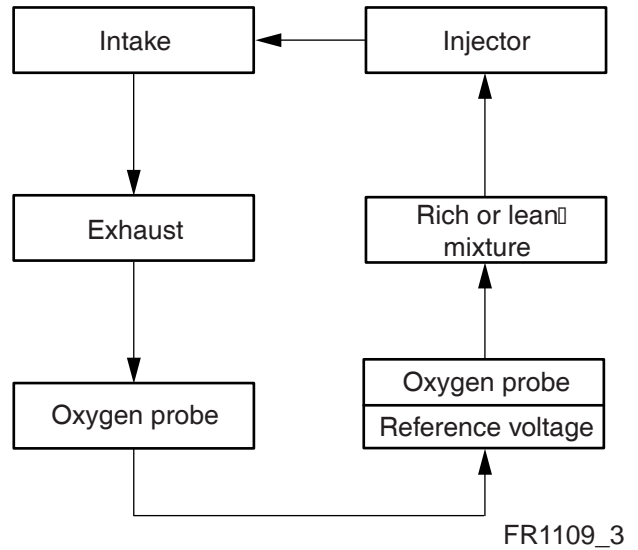 Intake
Injector
Exhaust
Rich or lean▯
mixture
Oxygen probe
Oxygen probe
Reference voltage
FR1109_3